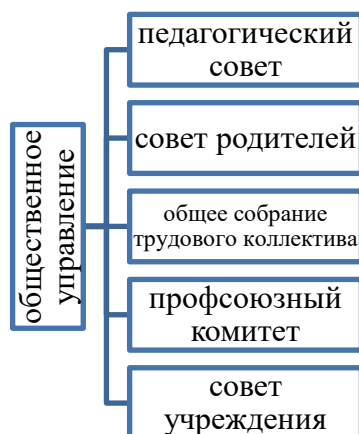 общественное
управление
педагогический
совет
совет родителей
общее собрание
трудового коллектива
профсоюзный
комитет
совет
учреждения